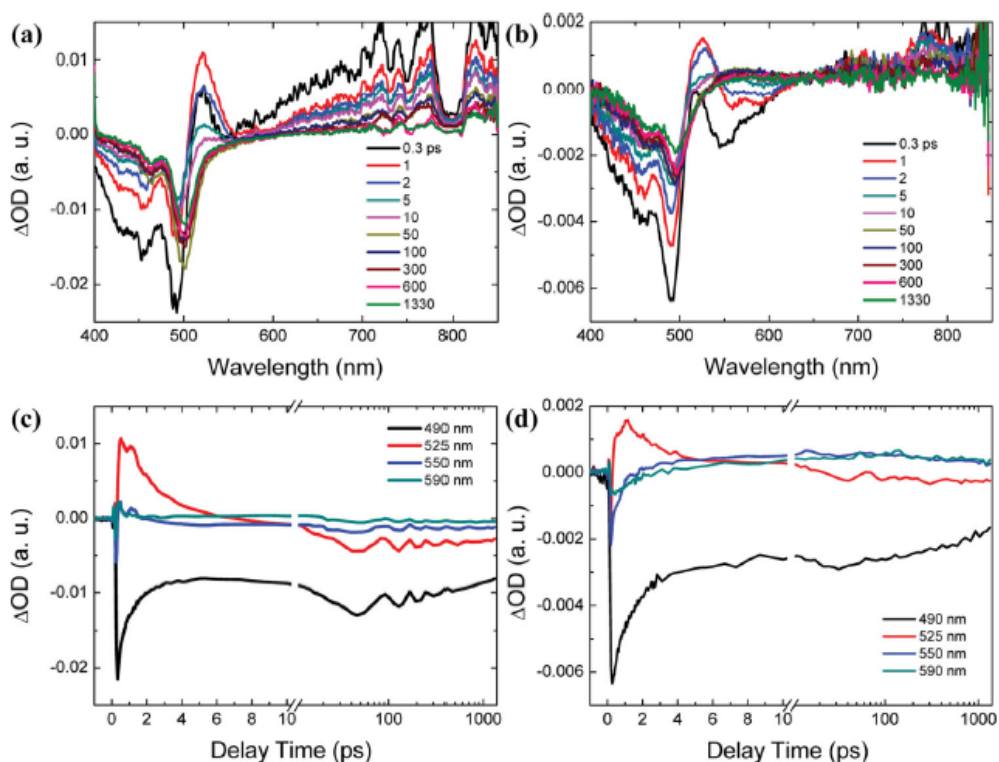 (a)
0.01
0.00
-0.01
-0.02
ΔOD (a. u.)
400 500 600 700 800
Wavelength (nm)
0.3 ps
1
2
5
10
50
100
300
600
1330
(b)
0.002
0.000
-0.002
-0.004
-0.006
ΔOD (a. u.)
400 500 600 700 800
Wavelength (nm)
0.3 ps
1
2
5
10
50
100
300
600
1330
(c)
0.01
0.00
-0.01
-0.02
ΔOD (a. u.)
0 2 4 6 8 10 100 1000
Delay Time (ps)
490 nm
525 nm
550 nm
590 nm
(d)
0.002
0.000
-0.002
-0.004
-0.006
ΔOD (a. u.)
0 2 4 6 8 10 100 1000
Delay Time (ps)
490 nm
525 nm
550 nm
590 nm